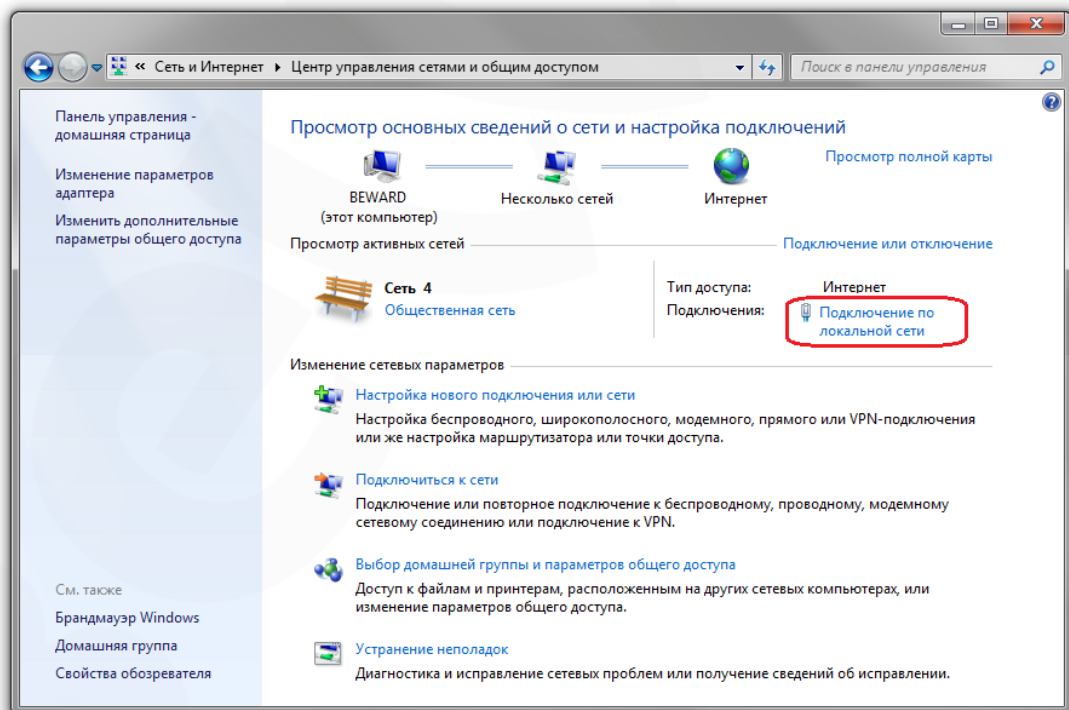 « Сеть и Интернет ▸ Центр управления сетями и общим доступом
Поиск в панели управления
Панель управления -
домашняя страница
Изменение параметров
адаптера
Изменить дополнительные
параметры общего доступа
Просмотр основных сведений о сети и настройка подключений
BEWARD
(этот компьютер)
Несколько сетей
Интернет
Просмотр полной карты
Просмотр активных сетей
Подключение или отключение
Сеть 4
Общественная сеть
Тип доступа: Интернет
Подключения: Подключение по
локальной сети
Изменение сетевых параметров
Настройка нового подключения или сети
Настройка беспроводного, широкополосного, модемного, прямого или VPN-подключения
или же настройка маршрутизатора или точки доступа.
Подключиться к сети
Подключение или повторное подключение к беспроводному, проводному, модемному
сетевому соединению или подключение к VPN.
Выбор домашней группы и параметров общего доступа
Доступ к файлам и принтерам, расположенным на других сетевых компьютерах, или
изменение параметров общего доступа.
Устранение неполадок
Диагностика и исправление сетевых проблем или получение сведений об исправлении.
См. также
Брандмауэр Windows
Домашняя группа
Свойства обозревателя